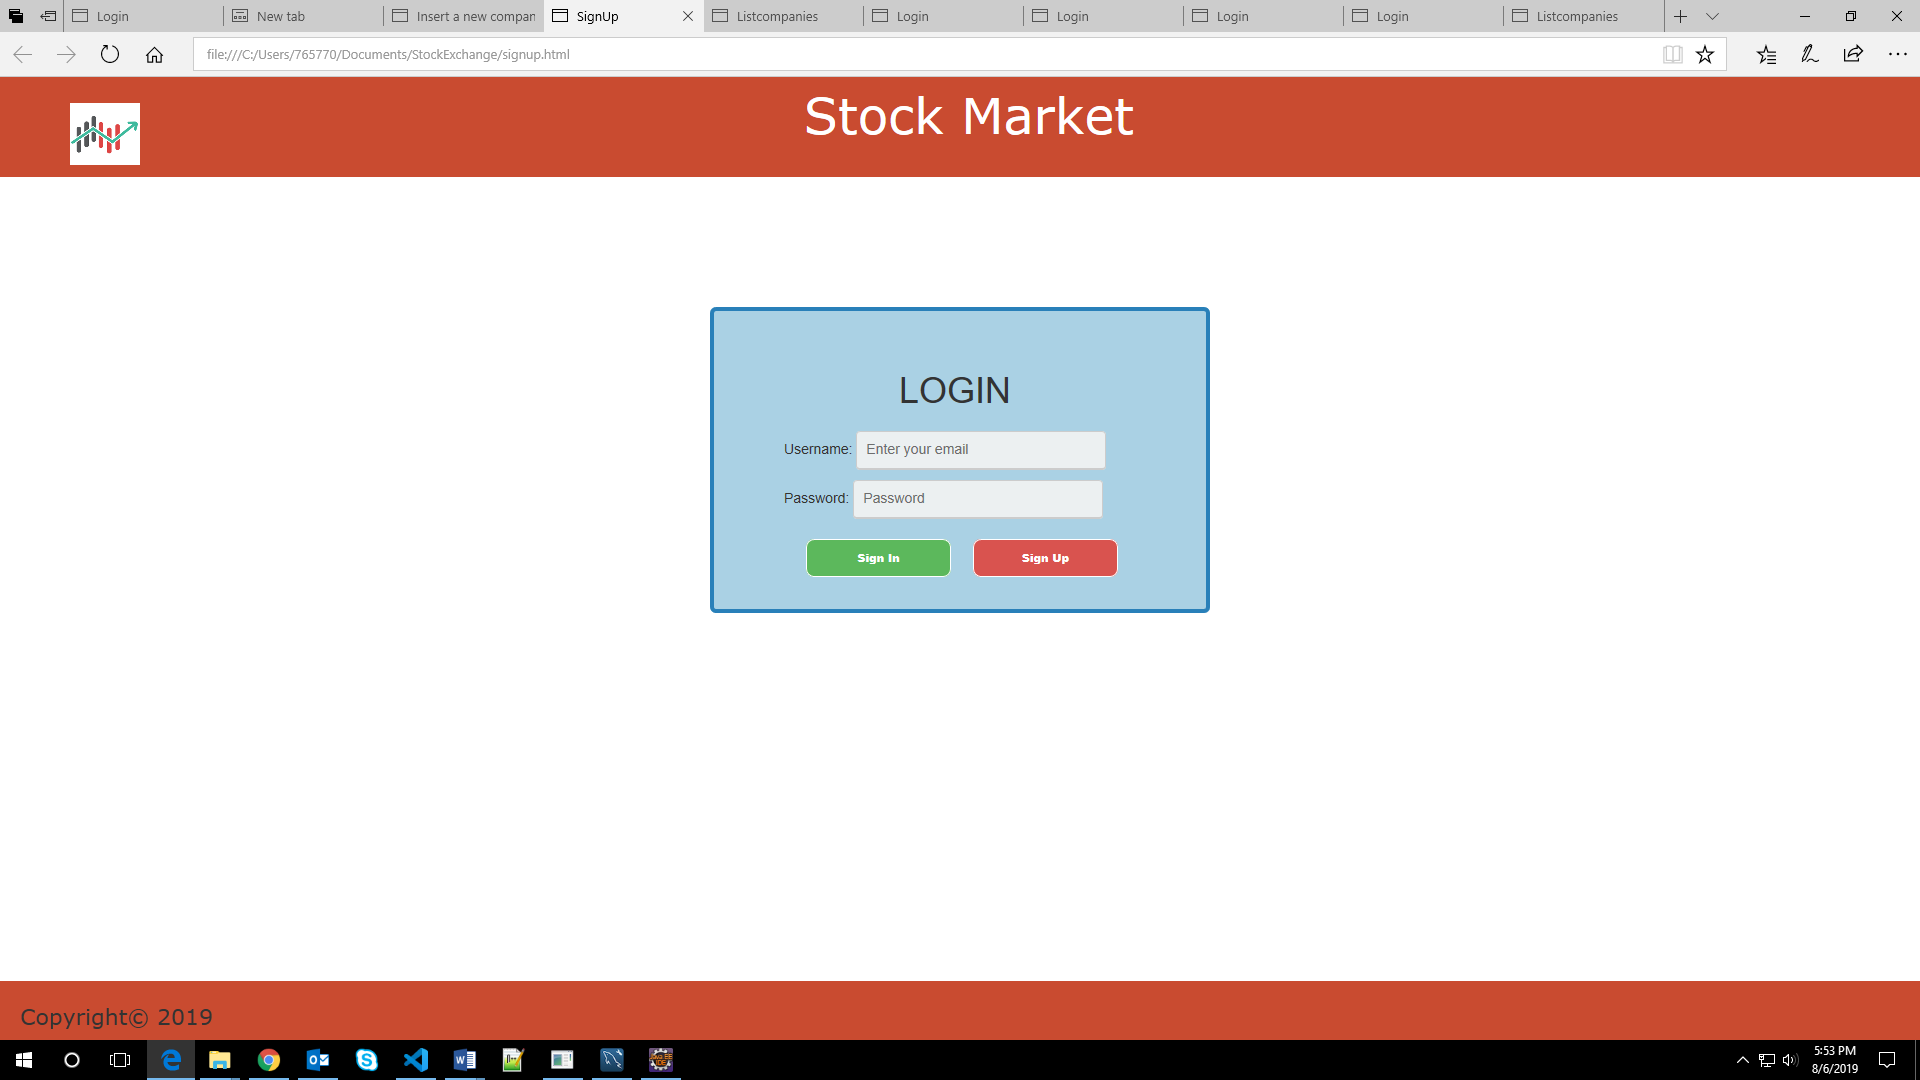 Login
New tab
Insert a new compan
SignUp
Listcompanies
Login
Login
Login
Login
Listcompanies
file:///C:/Users/765770/Documents/StockExchange/signup.html
Stock Market
LOGIN
Username: Enter your email
Password: Password
Sign In Sign Up
Copyright© 2019
5:53 PM
8/6/2019